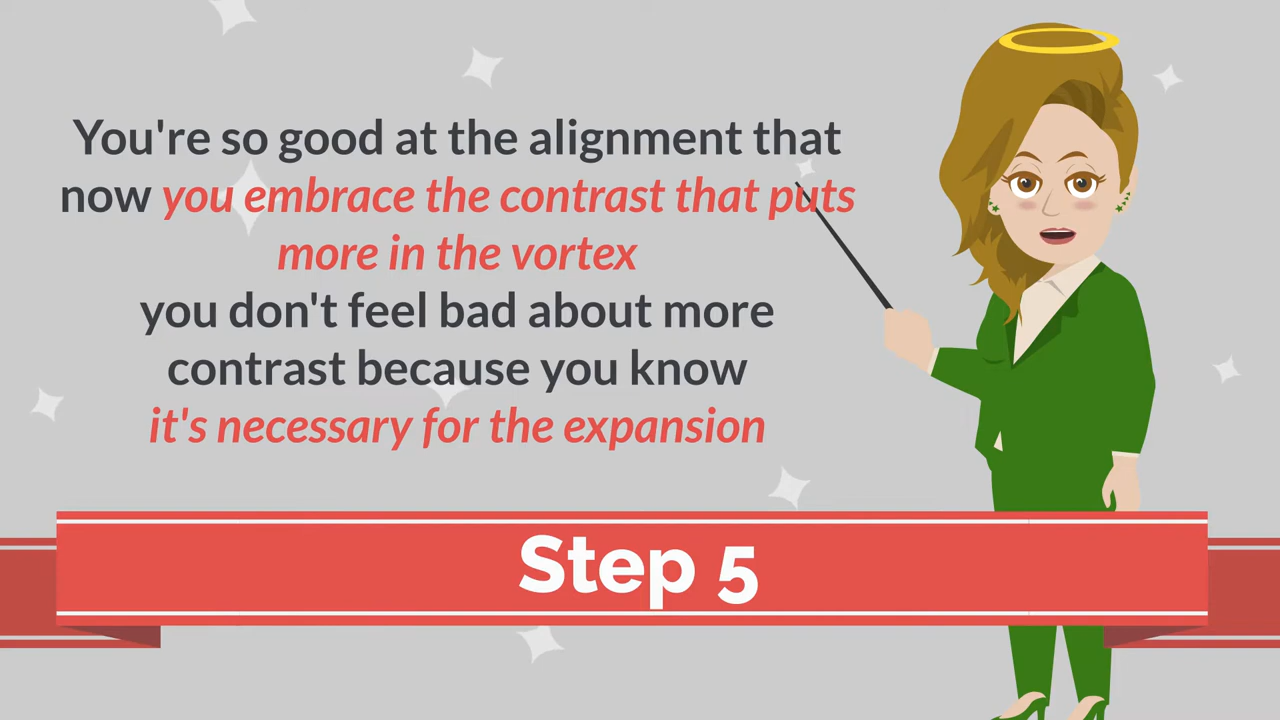 You're so good at the alignment that
now you embrace the contrast that puts
more in the vortex
you don't feel bad about more
contrast because you know
it's necessary for the expansion
Step 5